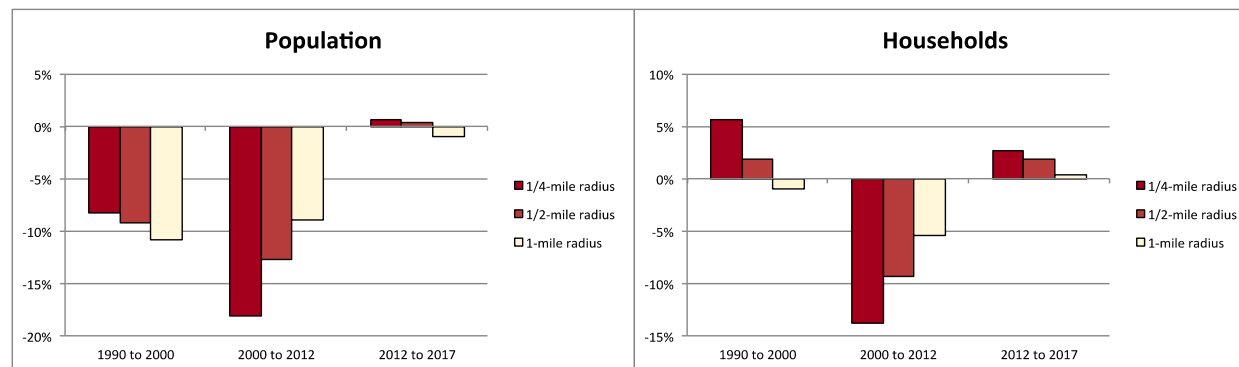 Population
5%
0%
-5%
-10%
-15%
-20%
1990 to 2000
2000 to 2012
2012 to 2017
1/4-mile radius
1/2-mile radius
1-mile radius
Households
10%
5%
0%
-5%
-10%
-15%
1990 to 2000
2000 to 2012
2012 to 2017
1/4-mile radius
1/2-mile radius
1-mile radius